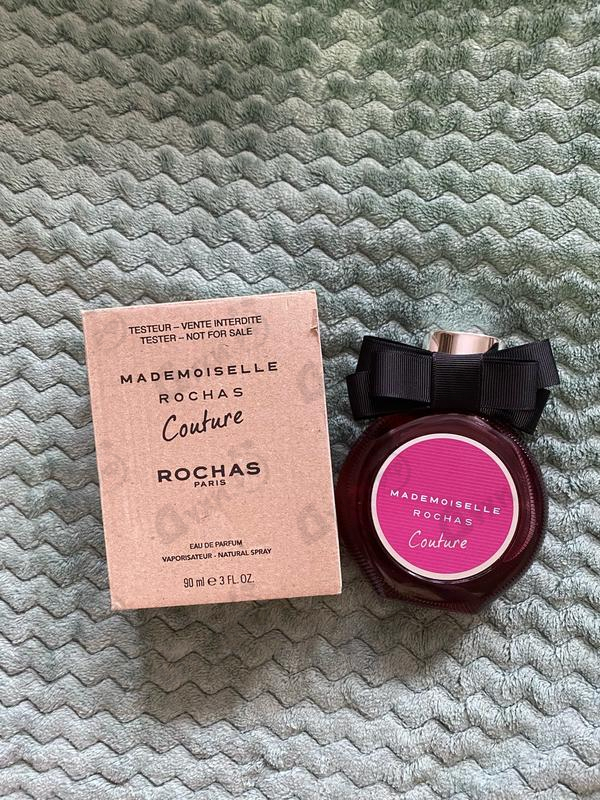 TESTEUR – VENTE INTERDITE
TESTER – NOT FOR SALE
MADEMOISELLE
ROCHAS
Couture
ROCHAS
PARIS
EAU DE PARFUM
VAPORISATEUR - NATURAL SPRAY
90 ml ℮ 3 FL. OZ.
MADEMOISELLE
ROCHAS
Couture